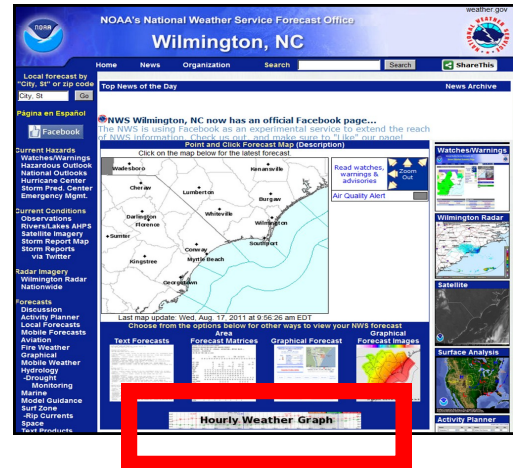 weather.gov
NOAA's National Weather Service Forecast Office
Wilmington, NC
NOAA
Home News Organization Search Search ShareThis
Local forecast by
"City, St" or zip code
City, St Go
Página en Español
Facebook
Current Hazards
Watches/Warnings
Hazardous Outlook
National Outlooks
Hurricane Center
Storm Pred. Center
Emergency Mgmt.
Current Conditions
Observations
Rivers/Lakes AHPS
Satellite Imagery
Storm Report Map
Storm Reports
via Twitter
Radar Imagery
Wilmington Radar
Nationwide
Forecasts
Discussion
Activity Planner
Local Forecasts
Mobile Forecasts
Aviation
Fire Weather
Graphical
Mobile Weather
Hydrology
-Drought
Monitoring
Marine
Model Guidance
Surf Zone
-Rip Currents
Space
Text Products
Top News of the Day News Archive
NWS Wilmington, NC now has an official Facebook page...
The NWS is using Facebook as an experimental service to extend the reach
of NWS information. Check us out, and make sure to "Like" our page!
Point and Click Forecast Map (Description)
Click on the map below for the latest forecast.
Wadesboro
Kenansville
Cheraw
Lumberton
Burgaw
Darlington
Whiteville
Wilmington
Florence
Sumter
Southport
Conway
Kingstree
Myrtle Beach
Georgetown
Read watches,
warnings &
advisories
Zoom
Out
Air Quality Alert
Last map update: Wed, Aug. 17, 2011 at 9:56:26 am EDT
Choose from the options below for other ways to view your NWS forecast
Text Forecasts
Area
Forecast Matrices
Graphical Forecast
Graphical
Forecast Images
Hourly Weather Graph
Watches/Warnings
Wilmington Radar
Satellite
Surface Analysis
Activity Planner